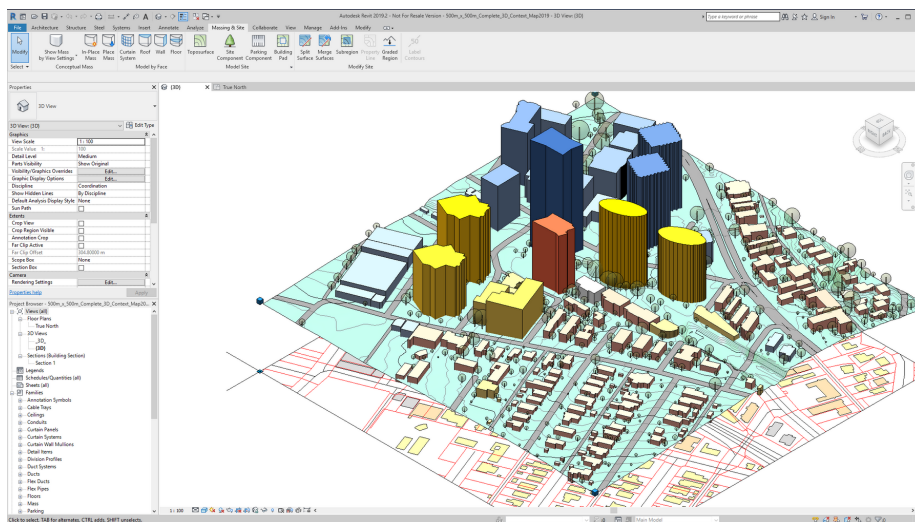 Autodesk Revit 2019.2 - Not For Resale Version - 500m_x_500m_Complete_3D_Context_Map2019 - 3D View: {3D}
Type a keyword or phrase
Sign In
File Architecture Structure Steel Systems Insert Annotate Analyze Massing & Site Collaborate View Manage Add-Ins Modify
Modify
Show Mass by View Settings
In-Place Mass
Place Mass
Curtain System
Roof
Wall
Floor
Toposurface
Site Component
Parking Component
Building Pad
Split Surface
Merge Surfaces
Subregion
Property Line
Graded Region
Label Contours
Select
Conceptual Mass
Model by Face
Model Site
Modify Site
Properties
{3D}
True North
3D View
3D View: {3D}
Edit Type
Graphics
View Scale 1 : 100
Scale Value 1: 100
Detail Level Medium
Parts Visibility Show Original
Visibility/Graphics Overrides Edit...
Graphic Display Options Edit...
Discipline Coordination
Show Hidden Lines By Discipline
Default Analysis Display Style None
Sun Path
Extents
Crop View
Crop Region Visible
Annotation Crop
Far Clip Active
Far Clip Offset 304.80000 m
Scope Box None
Section Box
Camera
Rendering Settings Edit...
Properties help
Apply
Project Browser - 500m_x_500m_Complete_3D_Context_Map20...
Views (all)
Floor Plans
True North
3D Views
_3D_
{3D}
Sections (Building Section)
Section 1
Legends
Schedules/Quantities (all)
Sheets (all)
Families
Annotation Symbols
Cable Trays
Ceilings
Conduits
Curtain Panels
Curtain Systems
Curtain Wall Mullions
Detail Items
Division Profiles
Duct Systems
Ducts
Flex Ducts
Flex Pipes
Floors
Mass
Parking
1 : 100
Click to select, TAB for alternates, CTRL adds, SHIFT unselects.
Main Model